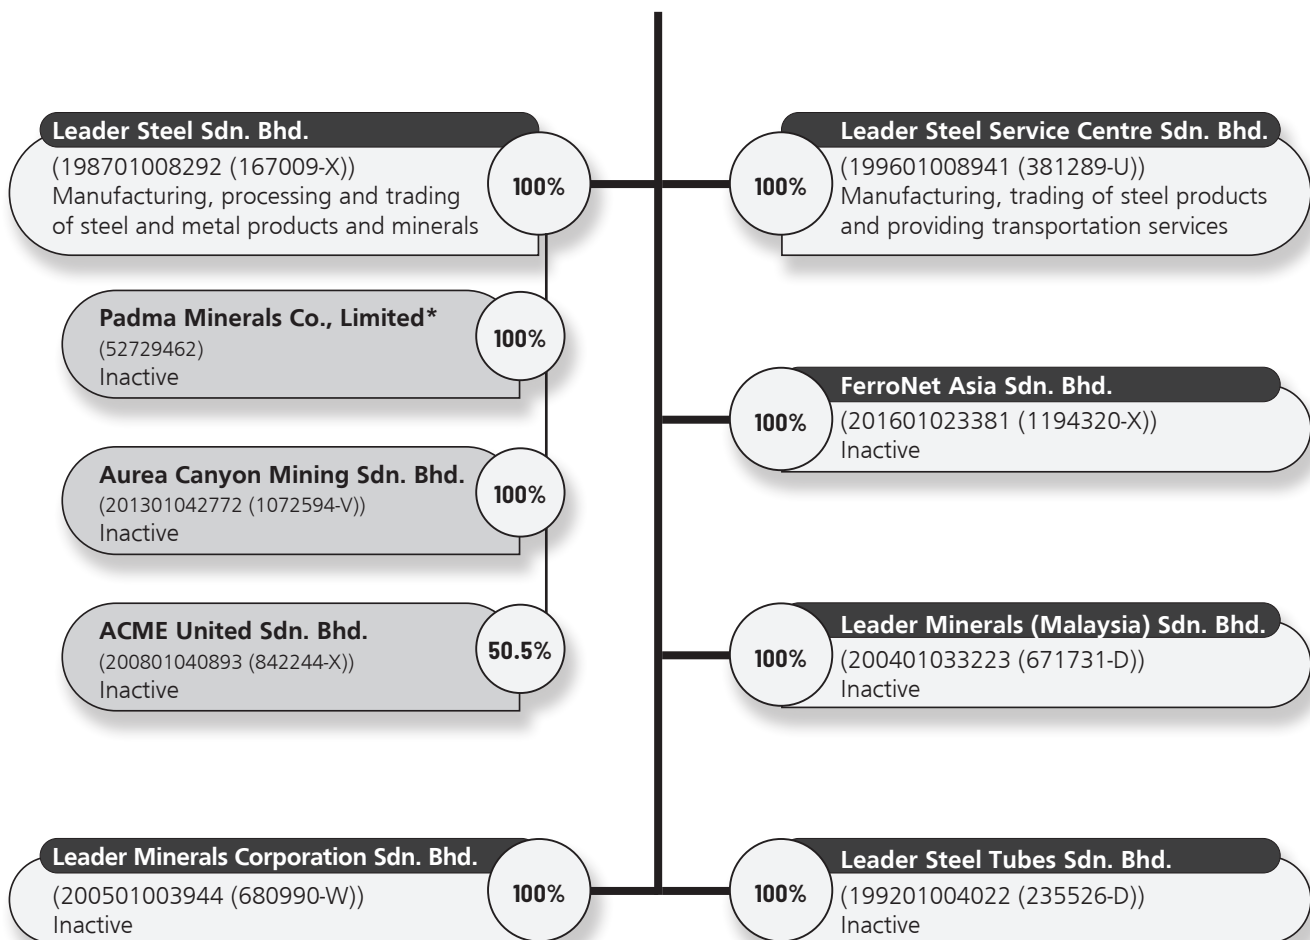 Leader Steel Sdn. Bhd.
(198701008292 (167009-X))
Manufacturing, processing and trading
of steel and metal products and minerals
100%
Padma Minerals Co., Limited*
(52729462)
Inactive
100%
Aurea Canyon Mining Sdn. Bhd.
(201301042772 (1072594-V))
Inactive
100%
ACME United Sdn. Bhd.
(200801040893 (842244-X))
Inactive
50.5%
Leader Minerals Corporation Sdn. Bhd.
(200501003944 (680990-W))
Inactive
100%
Leader Steel Service Centre Sdn. Bhd.
(199601008941 (381289-U))
Manufacturing, trading of steel products
and providing transportation services
100%
FerroNet Asia Sdn. Bhd.
(201601023381 (1194320-X))
Inactive
100%
Leader Minerals (Malaysia) Sdn. Bhd.
(200401033223 (671731-D))
Inactive
100%
Leader Steel Tubes Sdn. Bhd.
(199201004022 (235526-D))
Inactive
100%